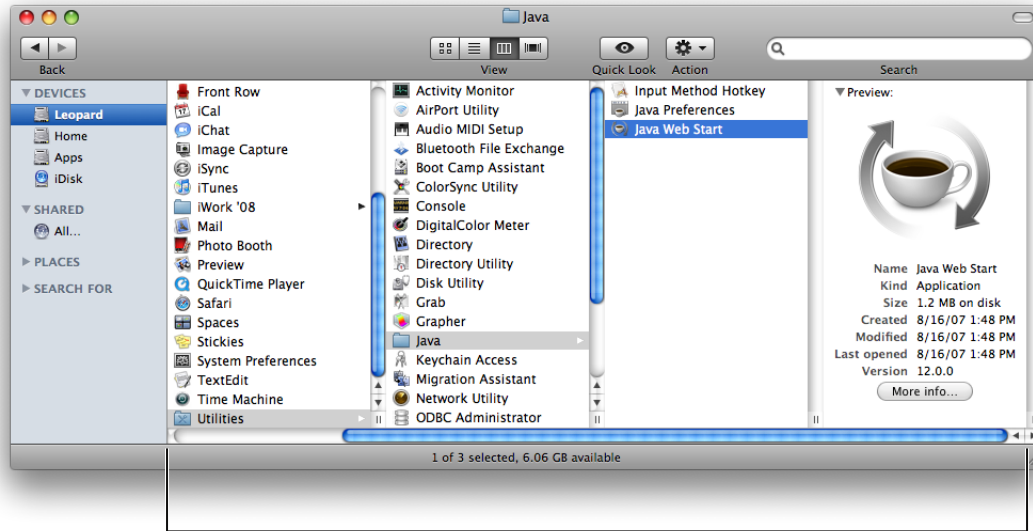 Java
Back
View
Quick Look
Action
Search
DEVICES
Leopard
Home
Apps
iDisk
SHARED
All...
PLACES
SEARCH FOR
Front Row
iCal
iChat
Image Capture
iSync
iTunes
iWork '08
Mail
Photo Booth
Preview
QuickTime Player
Safari
Spaces
Stickies
System Preferences
TextEdit
Time Machine
Utilities
Activity Monitor
AirPort Utility
Audio MIDI Setup
Bluetooth File Exchange
Boot Camp Assistant
ColorSync Utility
Console
DigitalColor Meter
Directory
Directory Utility
Disk Utility
Grab
Grapher
Java
Keychain Access
Migration Assistant
Network Utility
ODBC Administrator
Input Method Hotkey
Java Preferences
Java Web Start
Preview:
Name Java Web Start
Kind Application
Size 1.2 MB on disk
Created 8/16/07 1:48 PM
Modified 8/16/07 1:48 PM
Last opened 8/16/07 1:48 PM
Version 12.0.0
More info...
1 of 3 selected, 6.06 GB available